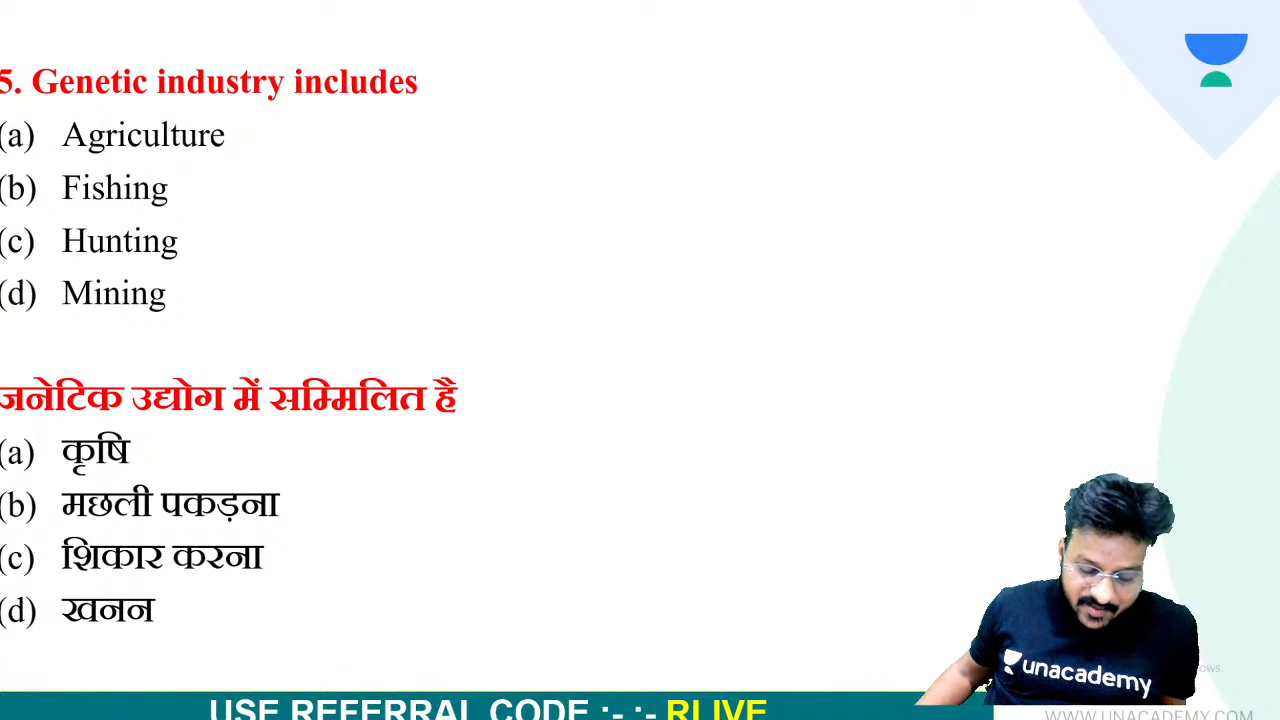 5. Genetic industry includes
(a) Agriculture
(b) Fishing
(c) Hunting
(d) Mining
जनेटिक उद्योग में सम्मिलित है
(a) कृषि
(b) मछली पकड़ना
(c) शिकार करना
(d) खनन
unacademy
USE REFERRAL CODE :- :- RLIVE
WWW.UNACADEMY.COM